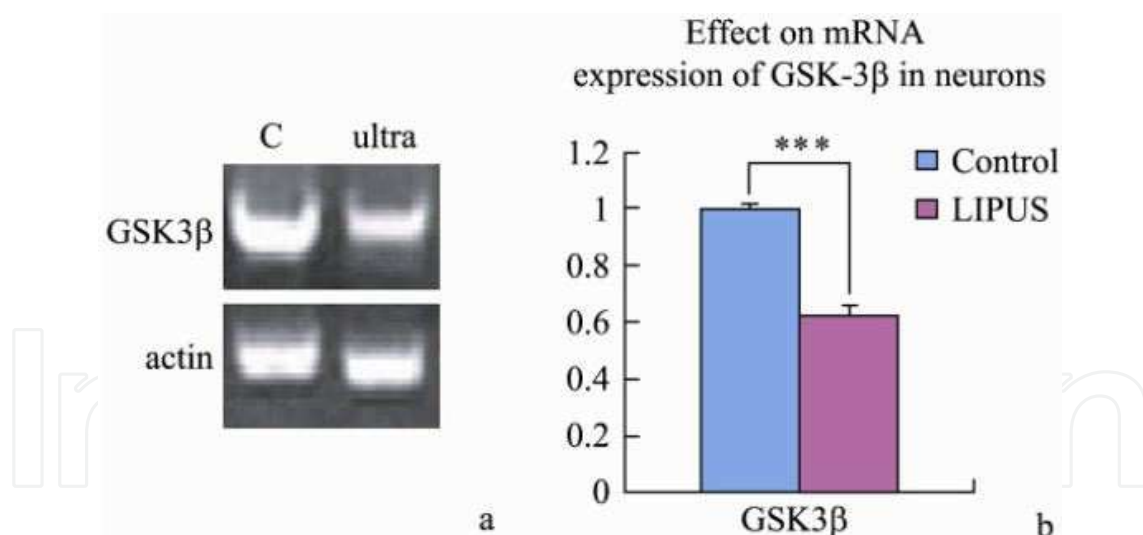 Effect on mRNA
expression of GSK-3β in neurons
C ultra
GSK3β
actin
a
1.2
1
0.8
0.6
0.4
0.2
0
***
Control
LIPUS
GSK3β
b